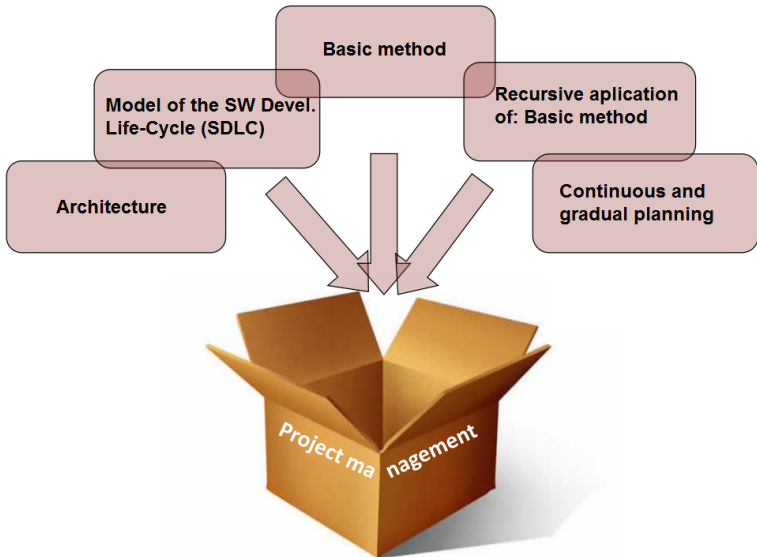 Basic method
Model of the SW Devel.
Life-Cycle (SDLC)
Recursive aplication
of: Basic method
Architecture
Continuous and
gradual planning
Project ma nagement